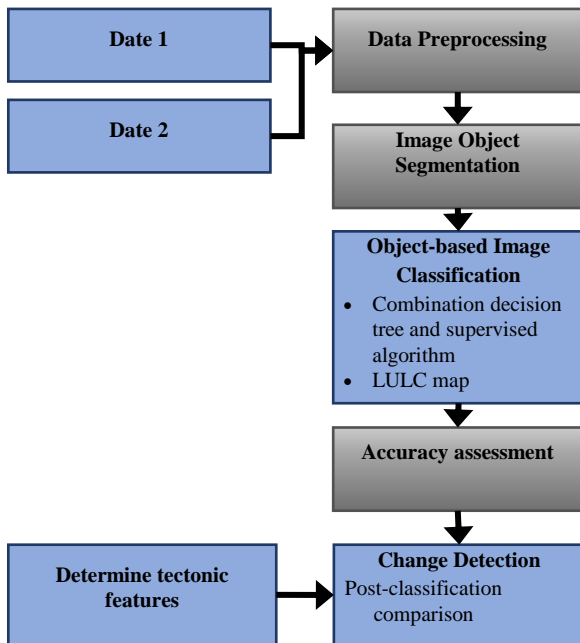 Date 1
Data Preprocessing
Date 2
Image Object
Segmentation
Object-based Image
Classification
• Combination decision
tree and supervised
algorithm
• LULC map
Accuracy assessment
Determine tectonic
features
Change Detection
Post-classification
comparison